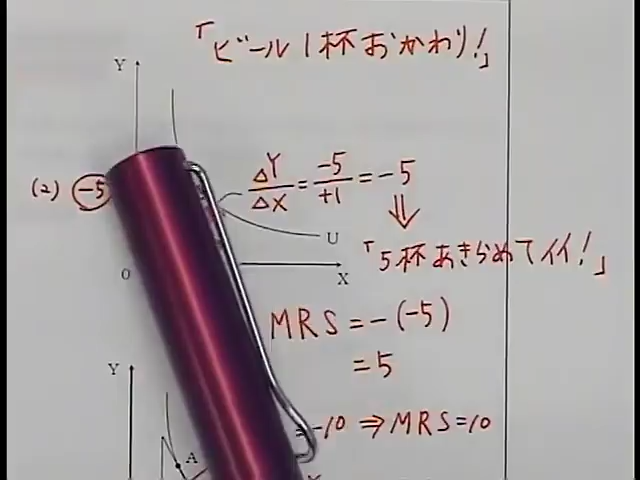 「ビール1杯おかわり!」
Y
(2) -5
ΔY/ΔX = -5/+1 = -5
⇓
U
「5杯あきらめてイイ!」
0 X
MRS = -(-5)
= 5
Y
= -10 ⇒ MRS = 10
A